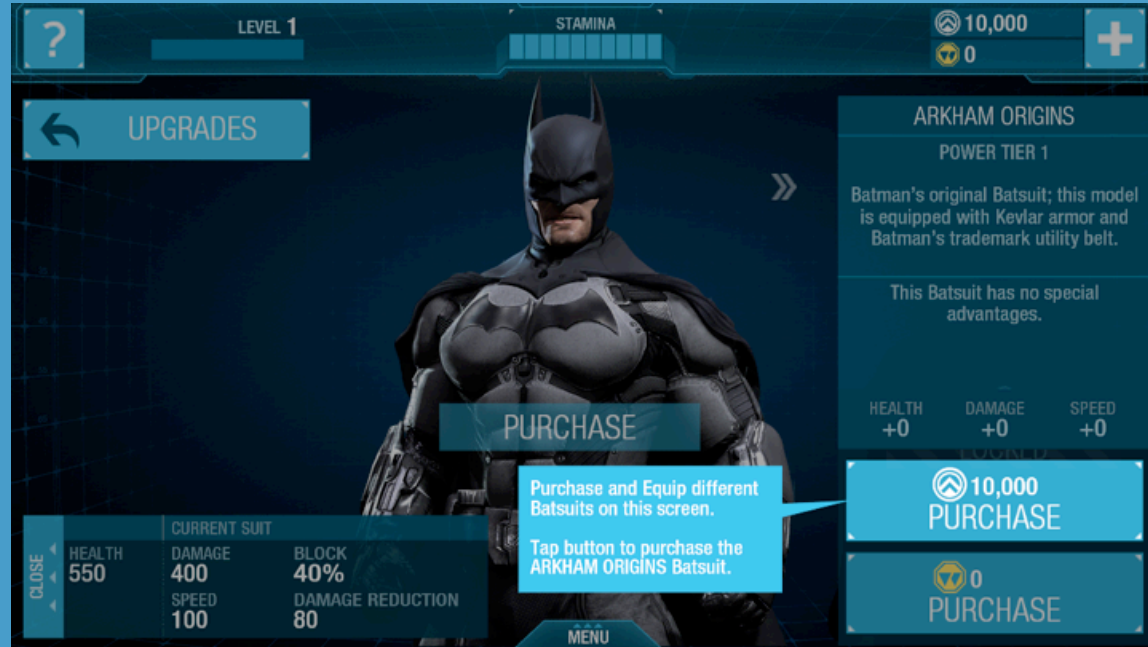 ?
LEVEL 1
STAMINA
10,000
0
+
UPGRADES
ARKHAM ORIGINS
POWER TIER 1
Batman's original Batsuit; this model
is equipped with Kevlar armor and
Batman's trademark utility belt.
This Batsuit has no special
advantages.
HEALTH DAMAGE SPEED
+0 +0 +0
LOCKED
PURCHASE
Purchase and Equip different
Batsuits on this screen.
Tap button to purchase the
ARKHAM ORIGINS Batsuit.
10,000
PURCHASE
0
PURCHASE
CLOSE
CURRENT SUIT
HEALTH DAMAGE BLOCK
550 400 40%
SPEED DAMAGE REDUCTION
100 80
MENU